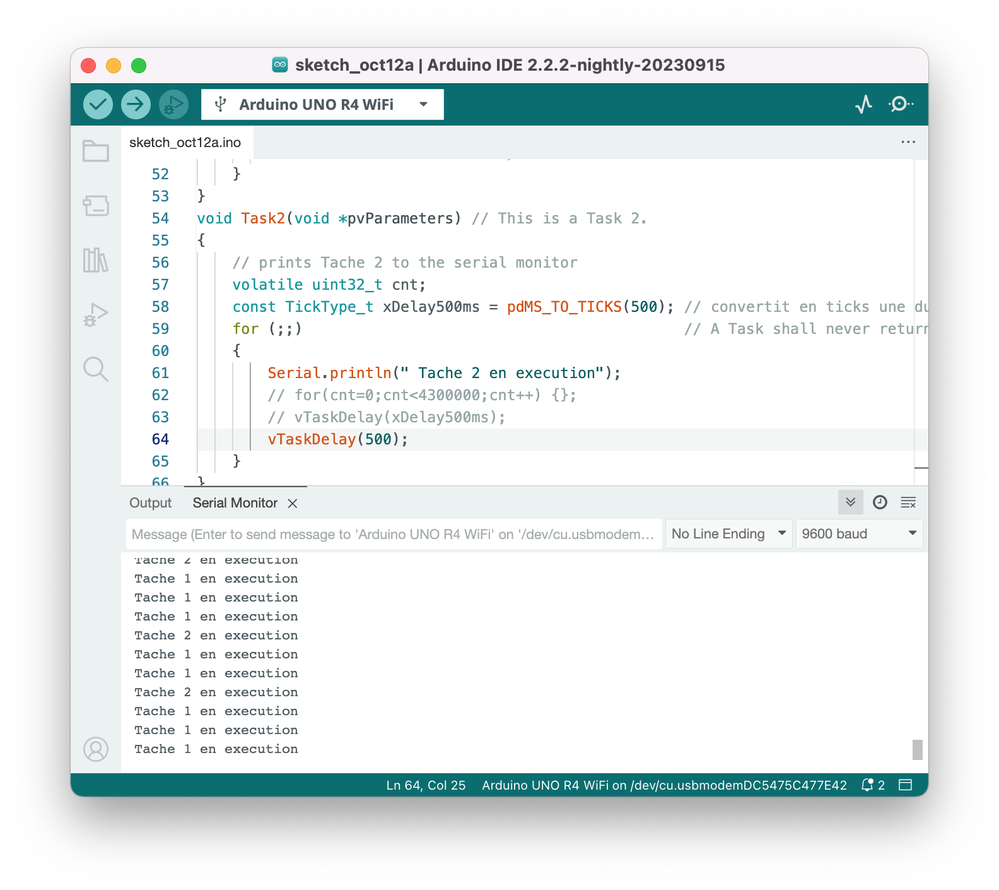 sketch_oct12a | Arduino IDE 2.2.2-nightly-20230915
Arduino UNO R4 WiFi
sketch_oct12a.ino
52 }
53 }
54 void Task2(void *pvParameters) // This is a Task 2.
55 {
56 // prints Tache 2 to the serial monitor
57 volatile uint32_t cnt;
58 const TickType_t xDelay500ms = pdMS_TO_TICKS(500); // convertit en ticks une du
59 for (;;) // A Task shall never return
60 {
61 Serial.println(" Tache 2 en execution");
62 // for(cnt=0;cnt<4300000;cnt++) {};
63 // vTaskDelay(xDelay500ms);
64 vTaskDelay(500);
65 }
66 }
Output Serial Monitor
Message (Enter to send message to 'Arduino UNO R4 WiFi' on '/dev/cu.usbmodem... No Line Ending 9600 baud
Tache 2 en execution
Tache 1 en execution
Tache 1 en execution
Tache 1 en execution
Tache 2 en execution
Tache 1 en execution
Tache 1 en execution
Tache 2 en execution
Tache 1 en execution
Tache 1 en execution
Tache 1 en execution
Ln 64, Col 25 Arduino UNO R4 WiFi on /dev/cu.usbmodemDC5475C477E42 2